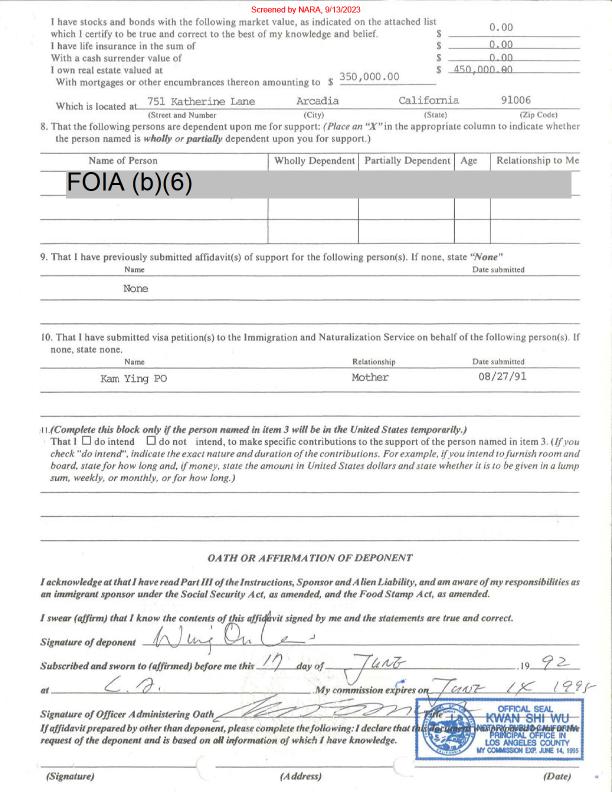 Screened by NARA, 9/13/2023
I have stocks and bonds with the following market value, as indicated on the attached list
which I certify to be true and correct to the best of my knowledge and belief. $ 0.00
I have life insurance in the sum of $ 0.00
With a cash surrender value of $ 0.00
I own real estate valued at $ 450,000.00
With mortgages or other encumbrances thereon amounting to $ 350,000.00
Which is located at 751 Katherine Lane Arcadia California 91006
(Street and Number) (City) (State) (Zip Code)
8. That the following persons are dependent upon me for support: (Place an "X" in the appropriate column to indicate whether
the person named is wholly or partially dependent upon you for support.)
Name of Person Wholly Dependent Partially Dependent Age Relationship to Me
FOIA (b)(6)
9. That I have previously submitted affidavit(s) of support for the following person(s). If none, state "None"
Name Date submitted
None
10. That I have submitted visa petition(s) to the Immigration and Naturalization Service on behalf of the following person(s). If
none, state none.
Name Relationship Date submitted
Kam Ying PO Mother 08/27/91
11.(Complete this block only if the person named in item 3 will be in the United States temporarily.)
That I ☐ do intend ☐ do not intend, to make specific contributions to the support of the person named in item 3. (If you
check "do intend", indicate the exact nature and duration of the contributions. For example, if you intend to furnish room and
board, state for how long and, if money, state the amount in United States dollars and state whether it is to be given in a lump
sum, weekly, or monthly, or for how long.)
OATH OR AFFIRMATION OF DEPONENT
I acknowledge at that I have read Part III of the Instructions, Sponsor and Alien Liability, and am aware of my responsibilities as
an immigrant sponsor under the Social Security Act, as amended, and the Food Stamp Act, as amended.
I swear (affirm) that I know the contents of this affidavit signed by me and the statements are true and correct.
Signature of deponent
Subscribed and sworn to (affirmed) before me this 17 day of JUNE ,19 92
at L.A. My commission expires on JUNE 14 1995
Signature of Officer Administering Oath Title
If affidavit prepared by other than deponent, please complete the following: I declare that this document
request of the deponent and is based on all information of which I have knowledge.
OFFICIAL SEAL
KWAN SHI WU
NOTARY PUBLIC CALIFORNIA
PRINCIPAL OFFICE IN
LOS ANGELES COUNTY
MY COMMISSION EXP. JUNE 14, 1995
(Signature) (Address) (Date)